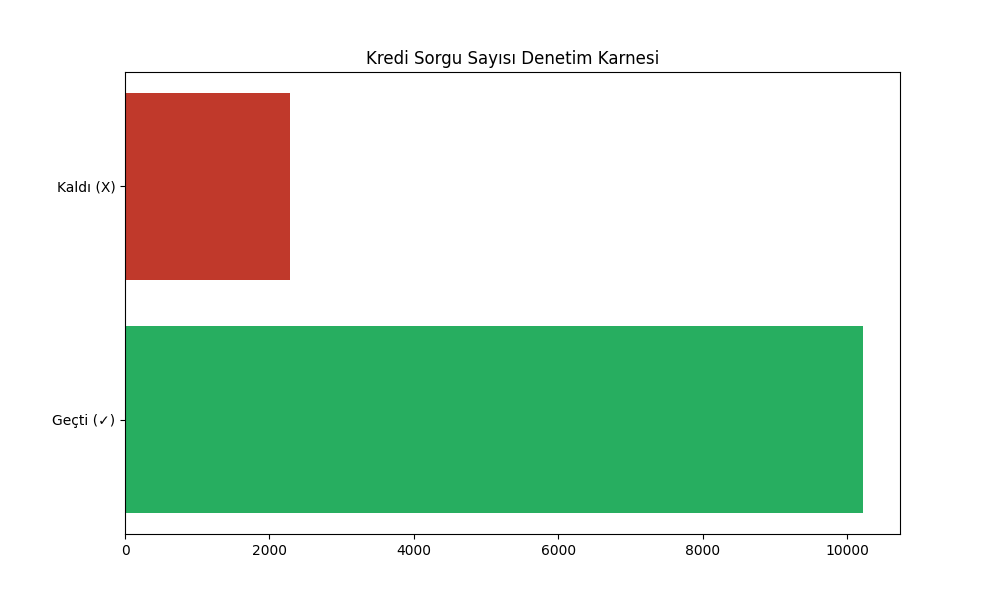 Kredi Sorgu Sayısı Denetim Karnesi
Kaldı (X)
Geçti (✓)
0 2000 4000 6000 8000 10000